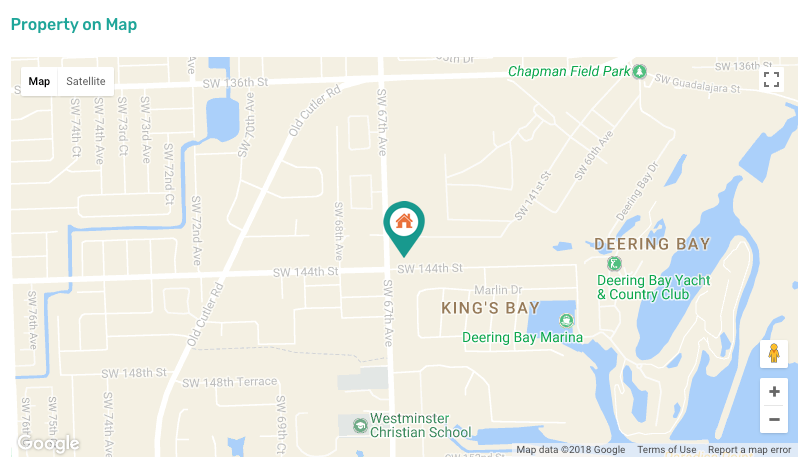 Property on Map
Map
Satellite
SW 136th St
Chapman Field Park
SW 136th St
SW Guadalajara St
SW 74th Ct
SW 74th Ave
SW 73rd Ct
SW 73rd Ave
SW 72nd Ct
SW 70th Ave
Old Cutler Rd
SW 67th Ave
SW 60th Ave
SW 141st St
Deering Bay Dr
SW 72nd Ave
SW 68th Ave
DEERING BAY
SW 144th St
SW 144th St
Deering Bay Yacht
& Country Club
Marlin Dr
KING'S BAY
SW 76th Ave
Old Cutler Rd
SW 67th Ave
Deering Bay Marina
SW 148th St
SW 148th Terrace
SW 75th Ct
SW 74th Ave
SW 69th Ct
Westminster
Christian School
Google
Map data ©2018 Google
Terms of Use
Report a map error